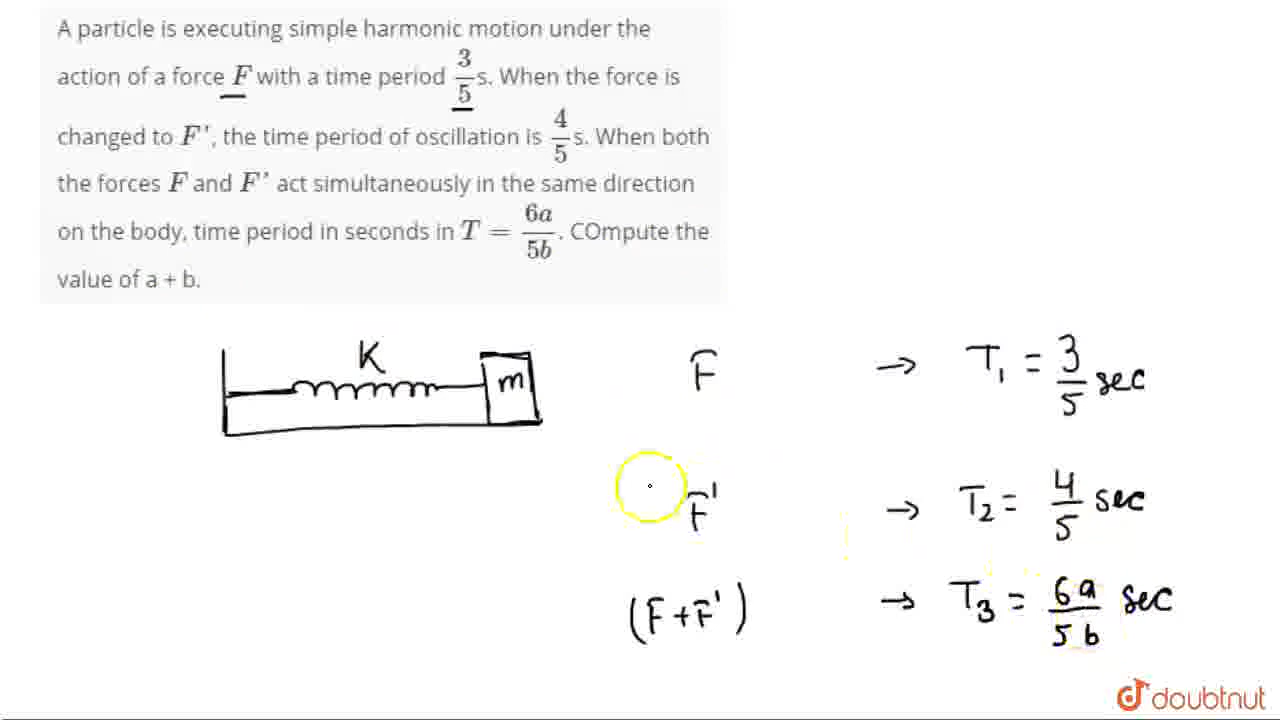 A particle is executing simple harmonic motion under the
action of a force F with a time period 3/5 s. When the force is
changed to F', the time period of oscillation is 4/5 s. When both
the forces F and F’ act simultaneously in the same direction
on the body, time period in seconds in T = 6a/5b. COmpute the
value of a + b.
K
m
F → T₁ = 3/5 sec
F' → T₂ = 4/5 sec
(F + F') → T₃ = 6a/5b sec
doubtnut